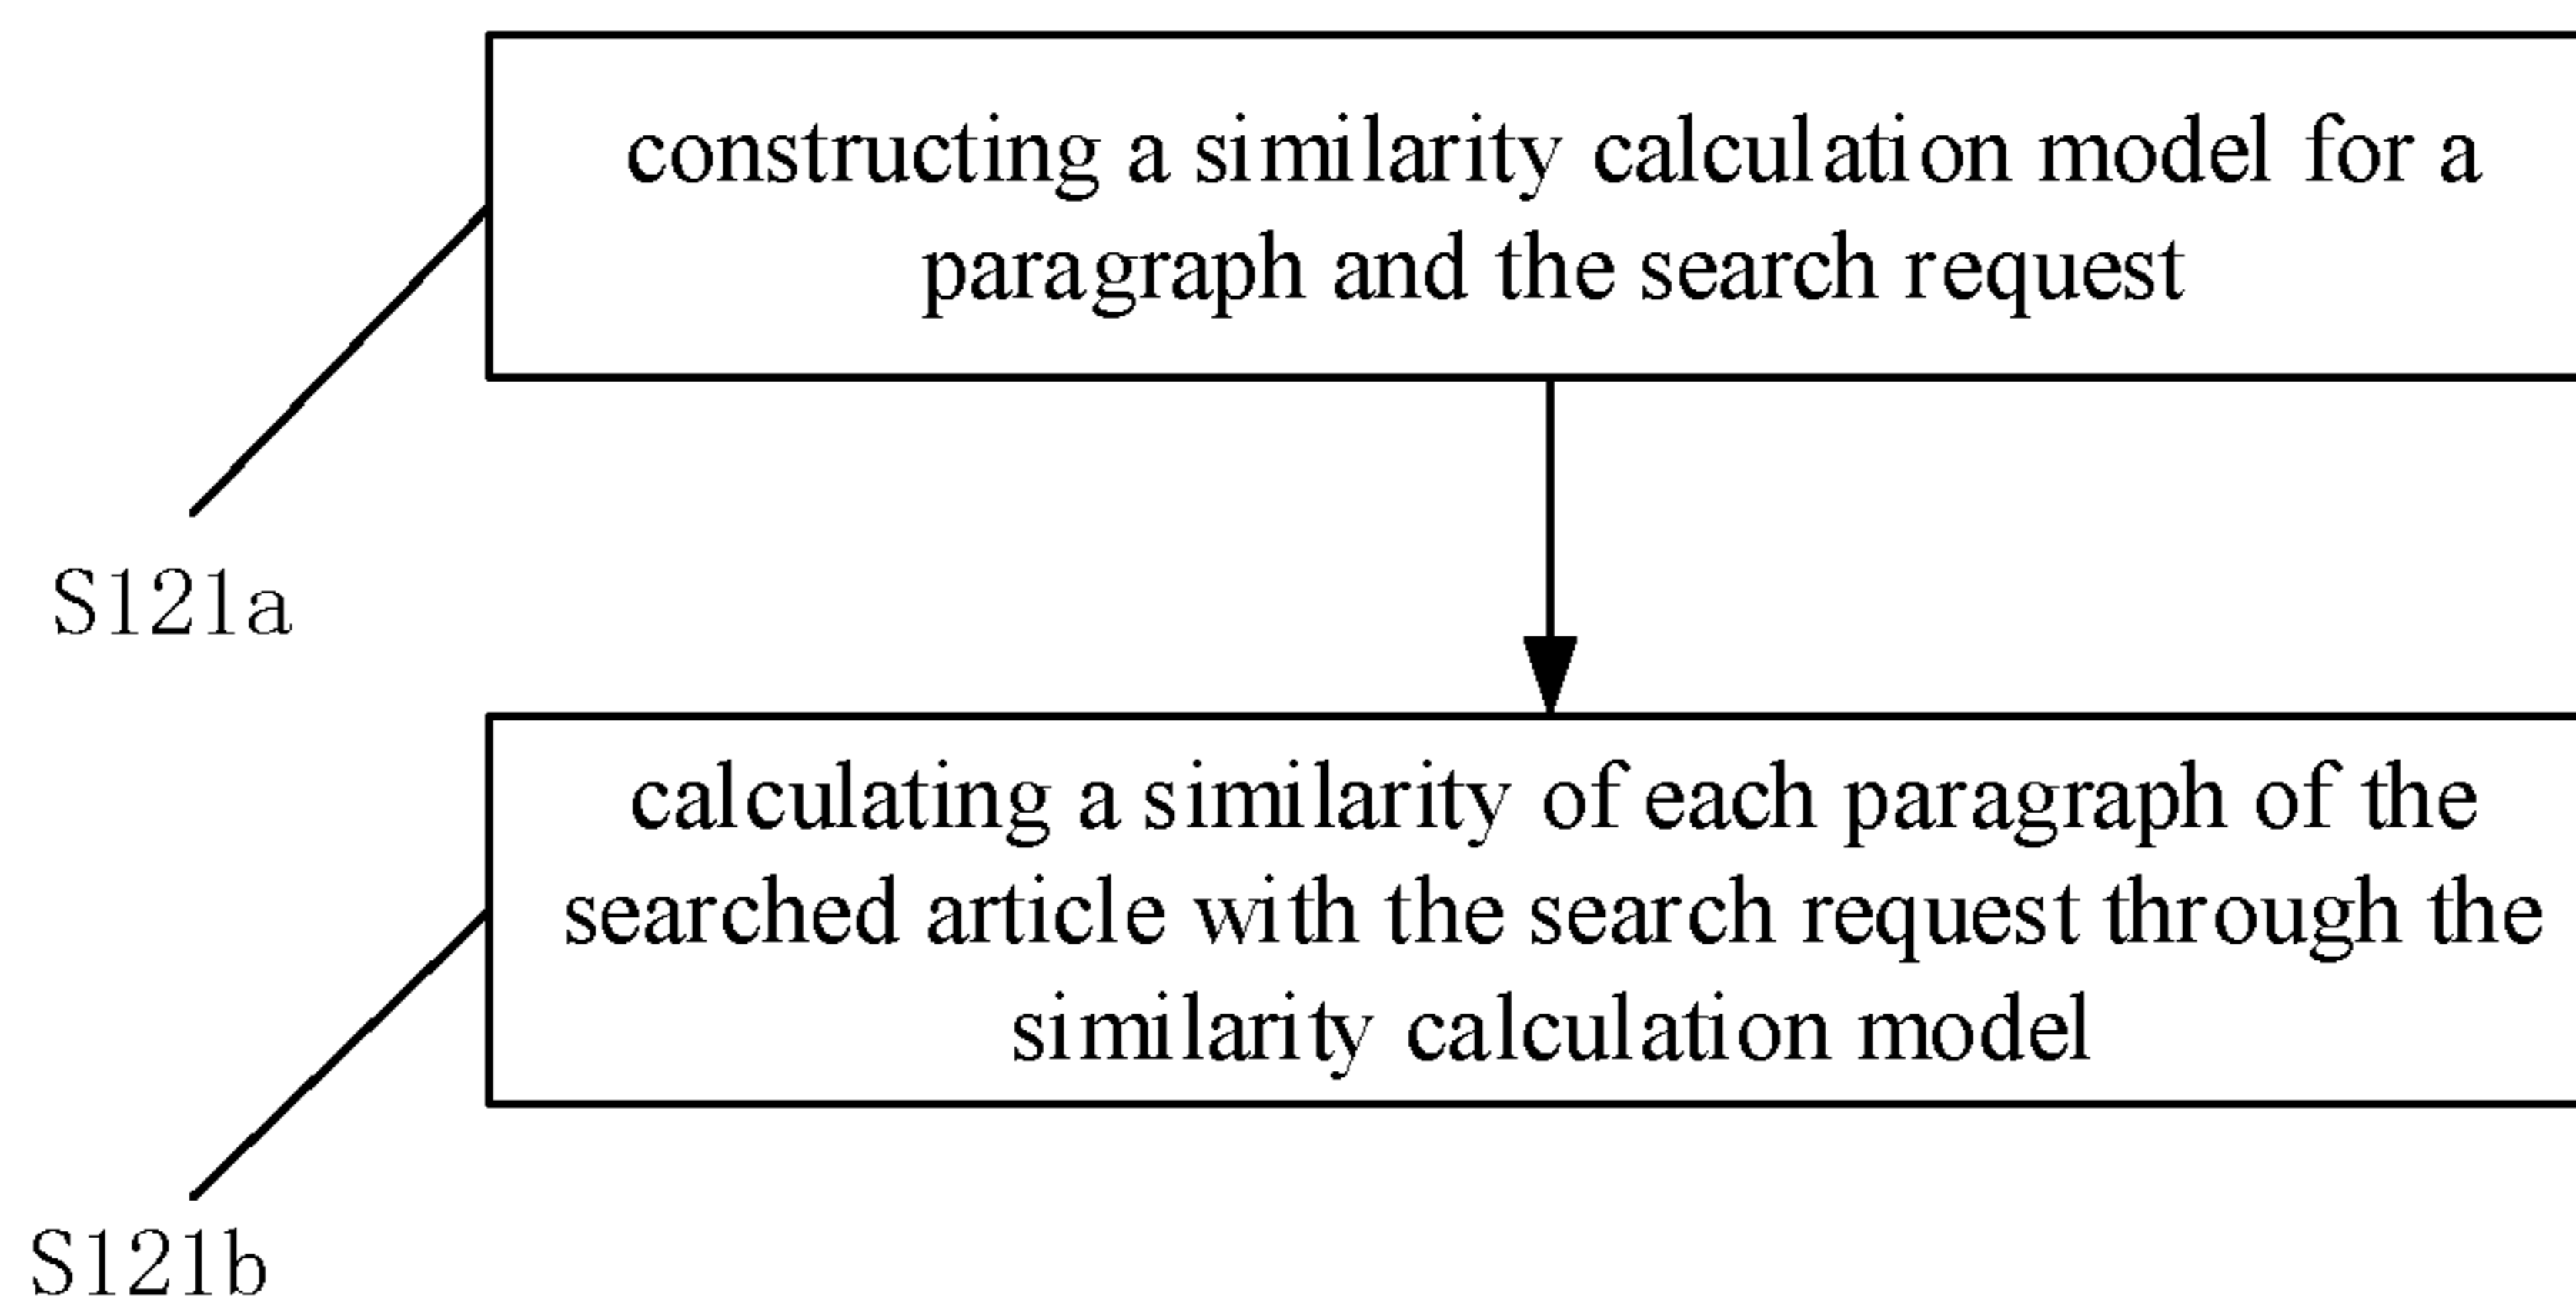 constructing a similarity calculation model for a
paragraph and the search request
S121a
calculating a similarity of each paragraph of the
searched article with the search request through the
similarity calculation model
S121b